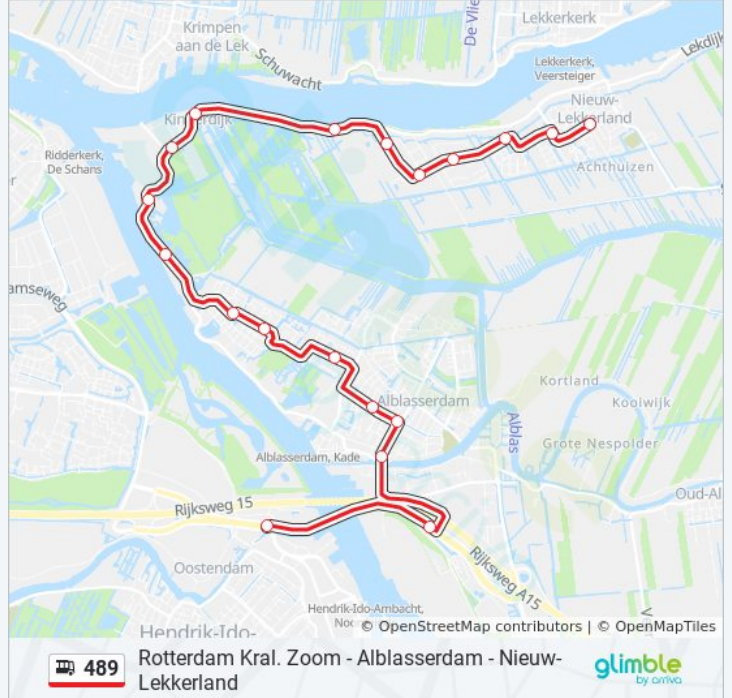 Krimpen
aan de Lek
De Vlie
Lekkerkerk
Schuwacht
Lekkerkerk,
Veersteiger
Lekdijk
Nieuw-
Lekkerland
Kinderdijk
Ridderkerk,
De Schans
Achthuizen
amseweg
Kortland
Koolwijk
Alblasserdam
Alblas
Grote Nespolder
Alblasserdam, Kade
Oud-Al
Rijksweg 15
Rijksweg A15
Oostendam
Hendrik-Ido-Ambacht,
Noo
© OpenStreetMap contributors | © OpenMapTiles
Hendrik-Ido-
489
Rotterdam Kral. Zoom - Alblasserdam - Nieuw-
Lekkerland
glimble
by arriva